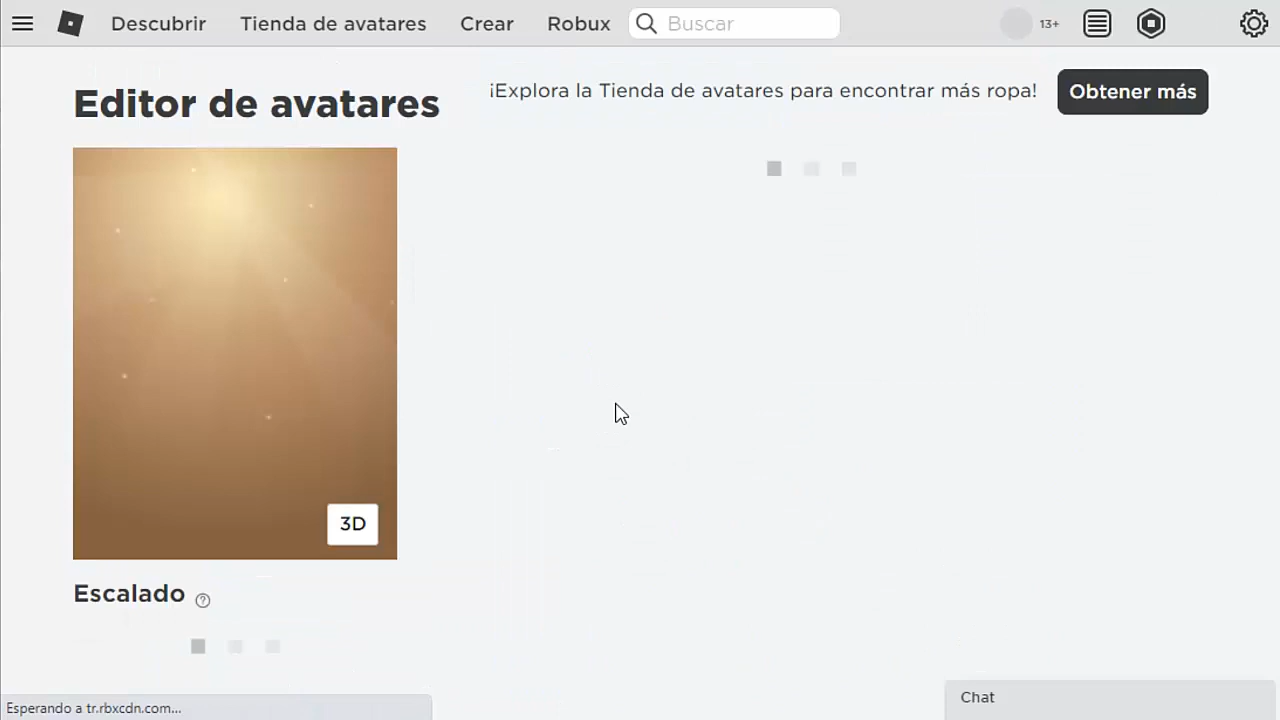 Descubrir Tienda de avatares Crear Robux Buscar 13+
Editor de avatares
¡Explora la Tienda de avatares para encontrar más ropa! Obtener más
3D
Escalado ?
Esperando a tr.rbxcdn.com...
Chat